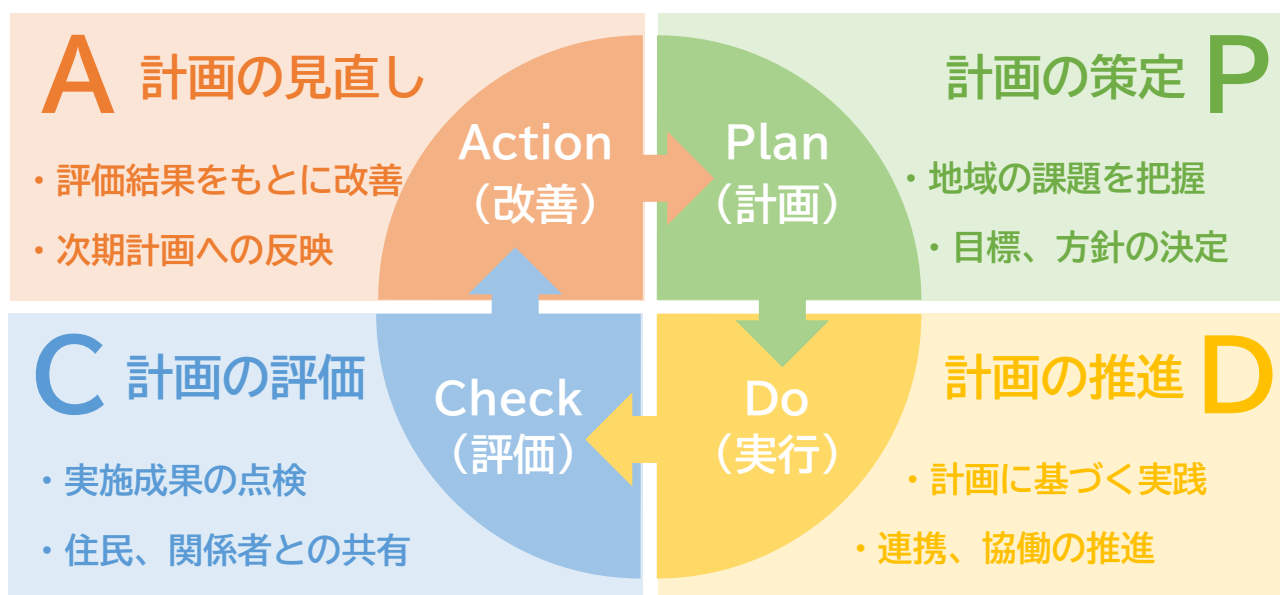 A 計画の見直し
・評価結果をもとに改善
・次期計画への反映
Action
（改善）
計画の策定 P
・地域の課題を把握
・目標、方針の決定
Plan
（計画）
C 計画の評価
・実施成果の点検
・住民、関係者との共有
Check
（評価）
計画の推進 D
・計画に基づく実践
・連携、協働の推進
Do
（実行）